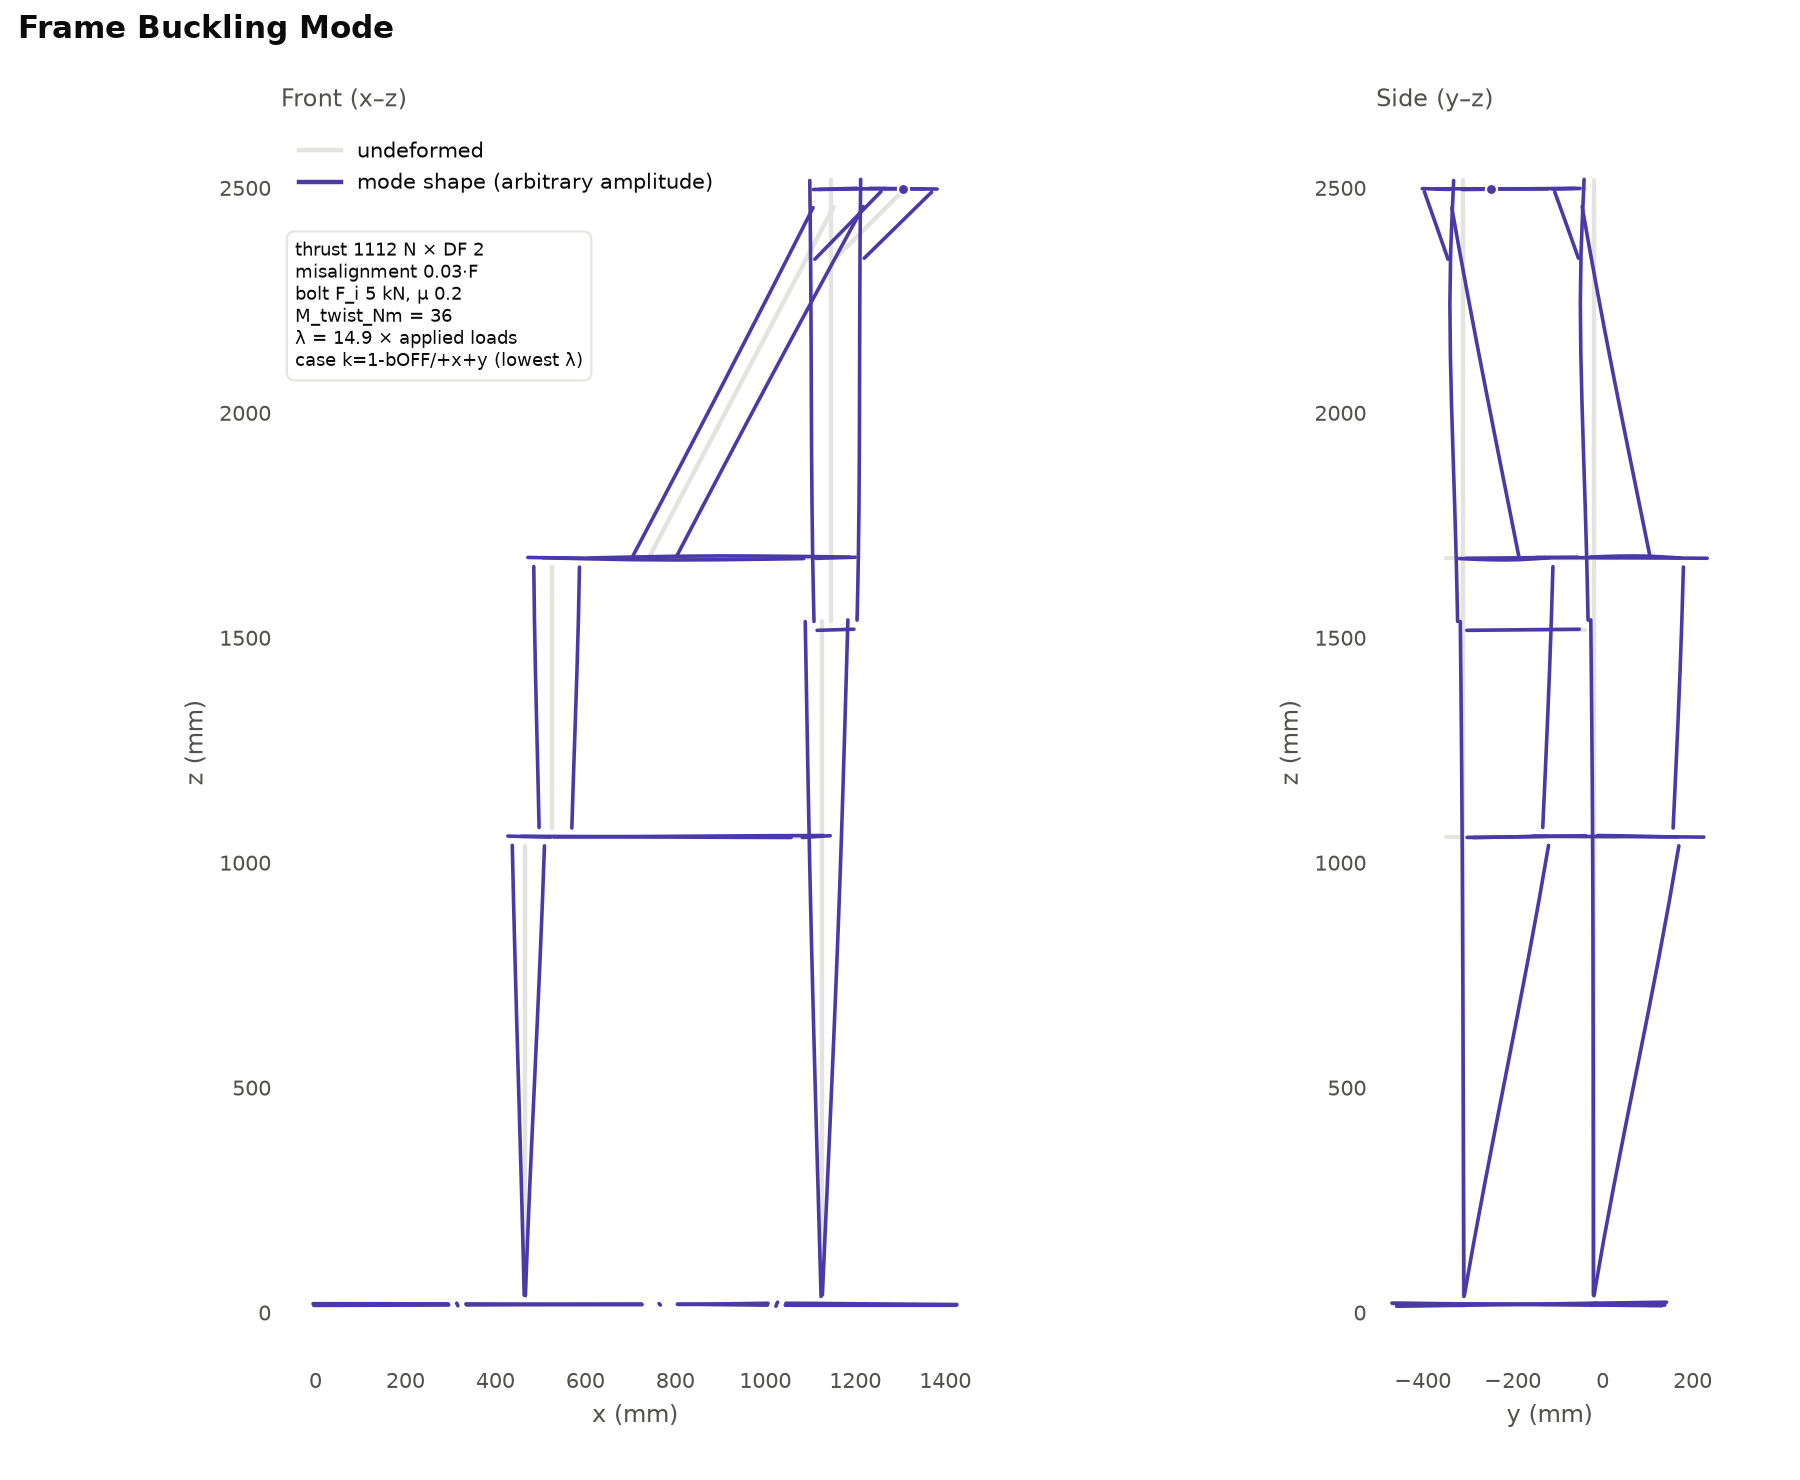 Frame Buckling Mode
Front (x–z)
undeformed
mode shape (arbitrary amplitude)
thrust 1112 N × DF 2
misalignment 0.03·F
bolt F_i 5 kN, μ 0.2
M_twist_Nm = 36
λ = 14.9 × applied loads
case k=1-bOFF/+x+y (lowest λ)
2500
2000
1500
1000
500
0
z (mm)
0 200 400 600 800 1000 1200 1400
x (mm)
Side (y–z)
2500
2000
1500
1000
500
0
z (mm)
−400 −200 0 200
y (mm)